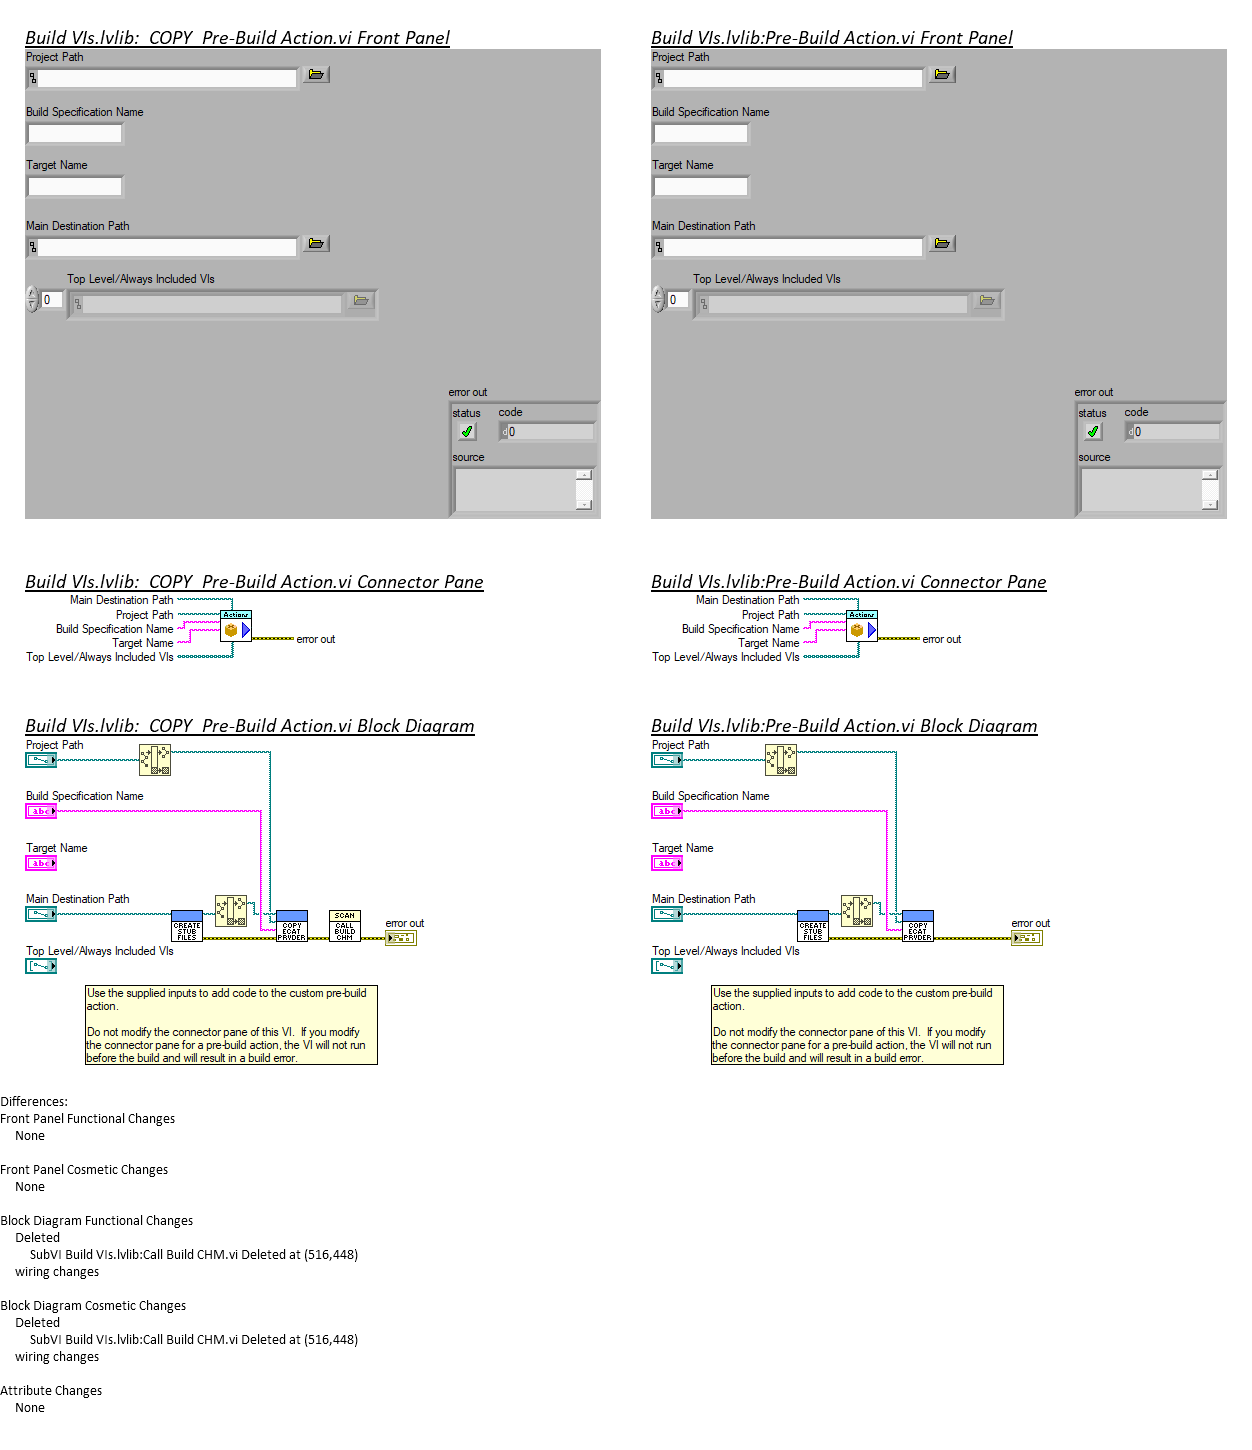 Build VIs.lvlib:  COPY  Pre-Build Action.vi Front Panel
Project Path
Build Specification Name
Target Name
Main Destination Path
Top Level/Always Included VIs
0
error out
status code
0
source
Build VIs.lvlib:Pre-Build Action.vi Front Panel
Project Path
Build Specification Name
Target Name
Main Destination Path
Top Level/Always Included VIs
0
error out
status code
0
source
Build VIs.lvlib:  COPY  Pre-Build Action.vi Connector Pane
Main Destination Path
Project Path
Build Specification Name
Target Name
Top Level/Always Included VIs
Actions
error out
Build VIs.lvlib:Pre-Build Action.vi Connector Pane
Main Destination Path
Project Path
Build Specification Name
Target Name
Top Level/Always Included VIs
Actions
error out
Build VIs.lvlib:  COPY  Pre-Build Action.vi Block Diagram
Project Path
Build Specification Name
abc
Target Name
abc
Main Destination Path
CREATE
STUB
FILES
COPY
ECAT
PRVDER
SCAN
CALL
BUILD
CHM
error out
Top Level/Always Included VIs
Use the supplied inputs to add code to the custom pre-build
action.
Do not modify the connector pane of this VI.  If you modify
the connector pane for a pre-build action, the VI will not run
before the build and will result in a build error.
Build VIs.lvlib:Pre-Build Action.vi Block Diagram
Project Path
Build Specification Name
abc
Target Name
abc
Main Destination Path
CREATE
STUB
FILES
COPY
ECAT
PRVDER
error out
Top Level/Always Included VIs
Use the supplied inputs to add code to the custom pre-build
action.
Do not modify the connector pane of this VI.  If you modify
the connector pane for a pre-build action, the VI will not run
before the build and will result in a build error.
Differences:
Front Panel Functional Changes
None
Front Panel Cosmetic Changes
None
Block Diagram Functional Changes
Deleted
SubVI Build VIs.lvlib:Call Build CHM.vi Deleted at (516,448)
wiring changes
Block Diagram Cosmetic Changes
Deleted
SubVI Build VIs.lvlib:Call Build CHM.vi Deleted at (516,448)
wiring changes
Attribute Changes
None